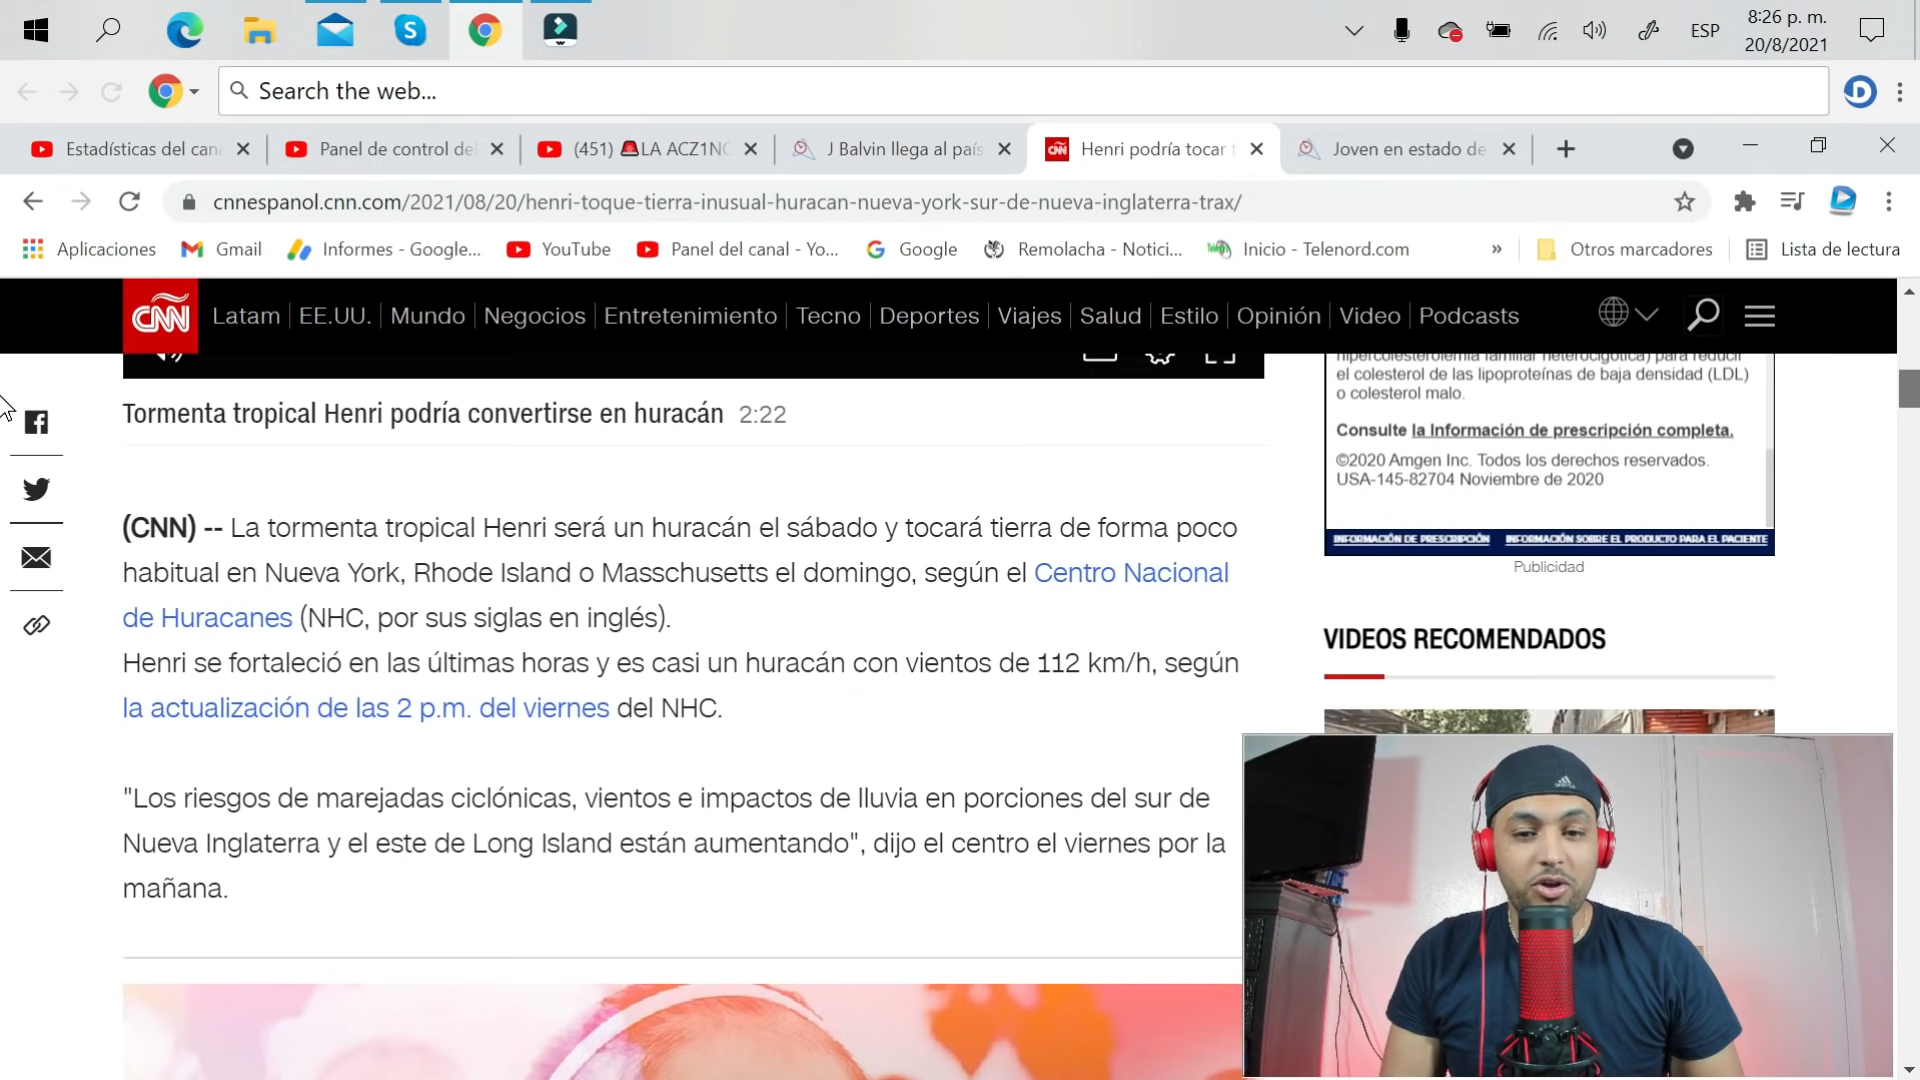 8:26 p. m.
ESP
20/8/2021
Search the web...
Estadísticas del can
Panel de control de
(451) 🚨LA ACZ1NO
J Balvin llega al país
Henri podría tocar t
Joven en estado de
cnnespanol.cnn.com/2021/08/20/henri-toque-tierra-inusual-huracan-nueva-york-sur-de-nueva-inglaterra-trax/
Aplicaciones
Gmail
Informes - Google...
YouTube
Panel del canal - Yo...
Google
Remolacha - Notici...
Inicio - Telenord.com
»
Otros marcadores
Lista de lectura
CNN
Latam | EE.UU. | Mundo | Negocios | Entretenimiento | Tecno | Deportes | Viajes | Salud | Estilo | Opinión | Video | Podcasts
Tormenta tropical Henri podría convertirse en huracán 2:22
(CNN) -- La tormenta tropical Henri será un huracán el sábado y tocará tierra de forma poco
habitual en Nueva York, Rhode Island o Masschusetts el domingo, según el Centro Nacional
de Huracanes (NHC, por sus siglas en inglés).
Henri se fortaleció en las últimas horas y es casi un huracán con vientos de 112 km/h, según
la actualización de las 2 p.m. del viernes del NHC.
"Los riesgos de marejadas ciclónicas, vientos e impactos de lluvia en porciones del sur de
Nueva Inglaterra y el este de Long Island están aumentando", dijo el centro el viernes por la
mañana.
hipercolesterolemia familiar heterocigótica) para reducir
el colesterol de las lipoproteínas de baja densidad (LDL)
o colesterol malo.
Consulte la Información de prescripción completa.
©2020 Amgen Inc. Todos los derechos reservados.
USA-145-82704 Noviembre de 2020
INFORMACIÓN DE PRESCRIPCIÓN INFORMACIÓN SOBRE EL PRODUCTO PARA EL PACIENTE
Publicidad
VIDEOS RECOMENDADOS